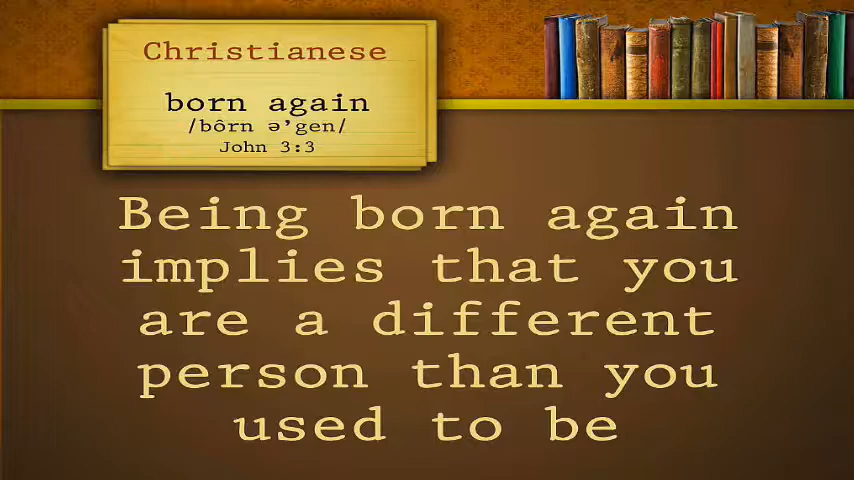 Christianese
born again
/bôrn ə’gen/
John 3:3
Being born again
implies that you
are a different
person than you
used to be